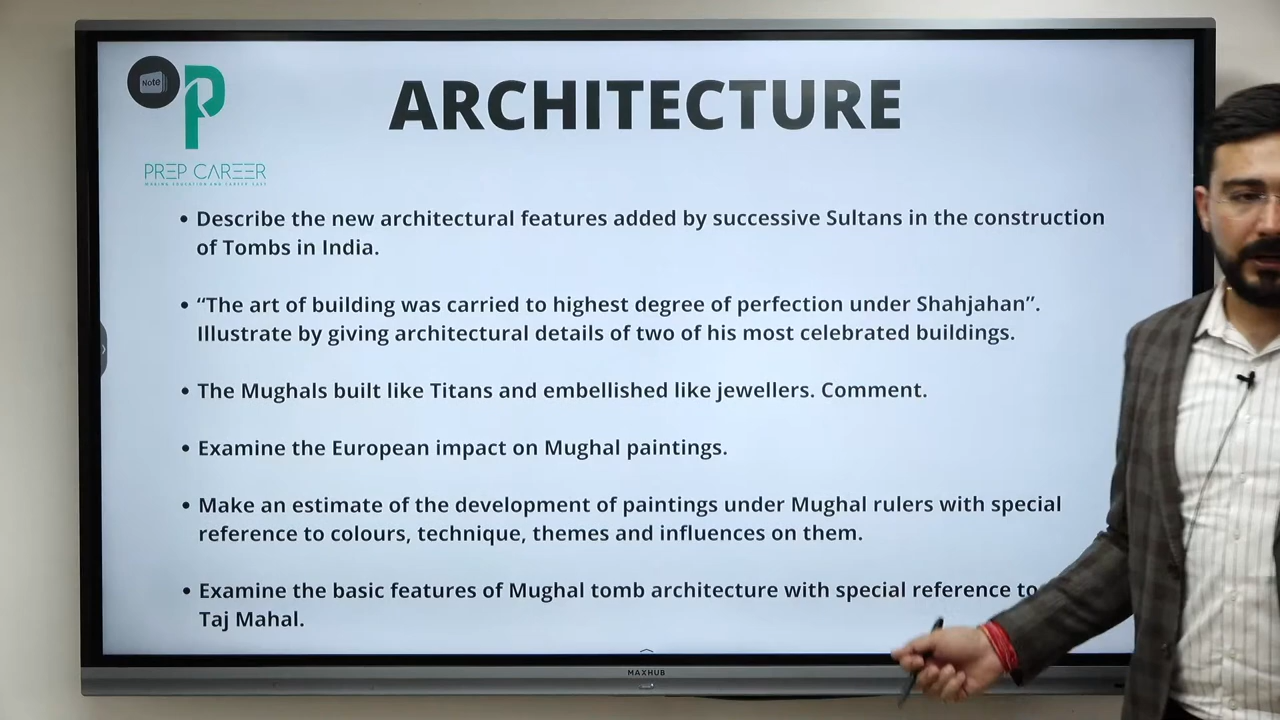 Note
PREP CAREER
MAKING EDUCATION AND CAREER EASY
ARCHITECTURE
• Describe the new architectural features added by successive Sultans in the construction
of Tombs in India.
• “The art of building was carried to highest degree of perfection under Shahjahan”.
Illustrate by giving architectural details of two of his most celebrated buildings.
• The Mughals built like Titans and embellished like jewellers. Comment.
• Examine the European impact on Mughal paintings.
• Make an estimate of the development of paintings under Mughal rulers with special
reference to colours, technique, themes and influences on them.
• Examine the basic features of Mughal tomb architecture with special reference to
Taj Mahal.
MAXHUB